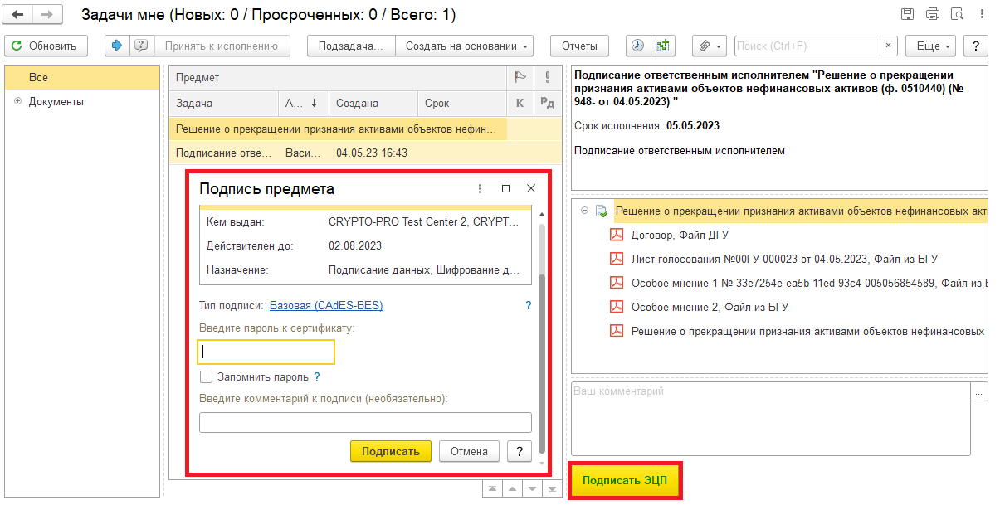 Задачи мне (Новых: 0 / Просроченных: 0 / Всего: 1)
Обновить
Принять к исполнению
Подзадача...
Создать на основании
Отчеты
Поиск (Ctrl+F)
×
Еще
?
Все
Документы
Предмет
Задача
А... ↓
Создана
Срок
К
Рд
Решение о прекращении признания активами объектов нефин...
Подписание отве...
Васи...
04.05.23 16:43
Подпись предмета
Кем выдан:
CRYPTO-PRO Test Center 2, CRYPT...
Действителен до:
02.08.2023
Назначение:
Подписание данных, Шифрование д...
Тип подписи: Базовая (CAdES-BES)
?
Введите пароль к сертификату:
Запомнить пароль ?
Введите комментарий к подписи (необязательно):
Подписать
Отмена
?
Подписание ответственным исполнителем "Решение о прекращении
признания активами объектов нефинансовых активов (ф. 0510440) (№
948- от 04.05.2023) "
Срок исполнения: 05.05.2023
Подписание ответственным исполнителем
Решение о прекращении признания активами объектов нефинансовых акт
Договор, Файл ДГУ
Лист голосования №00ГУ-000023 от 04.05.2023, Файл из БГУ
Особое мнение 1 № 33e7254e-ea5b-11ed-93c4-005056854589, Файл из Б
Особое мнение 2, Файл из БГУ
Решение о прекращении признания активами объектов нефинансовых
Ваш комментарий
...
Подписать ЭЦП